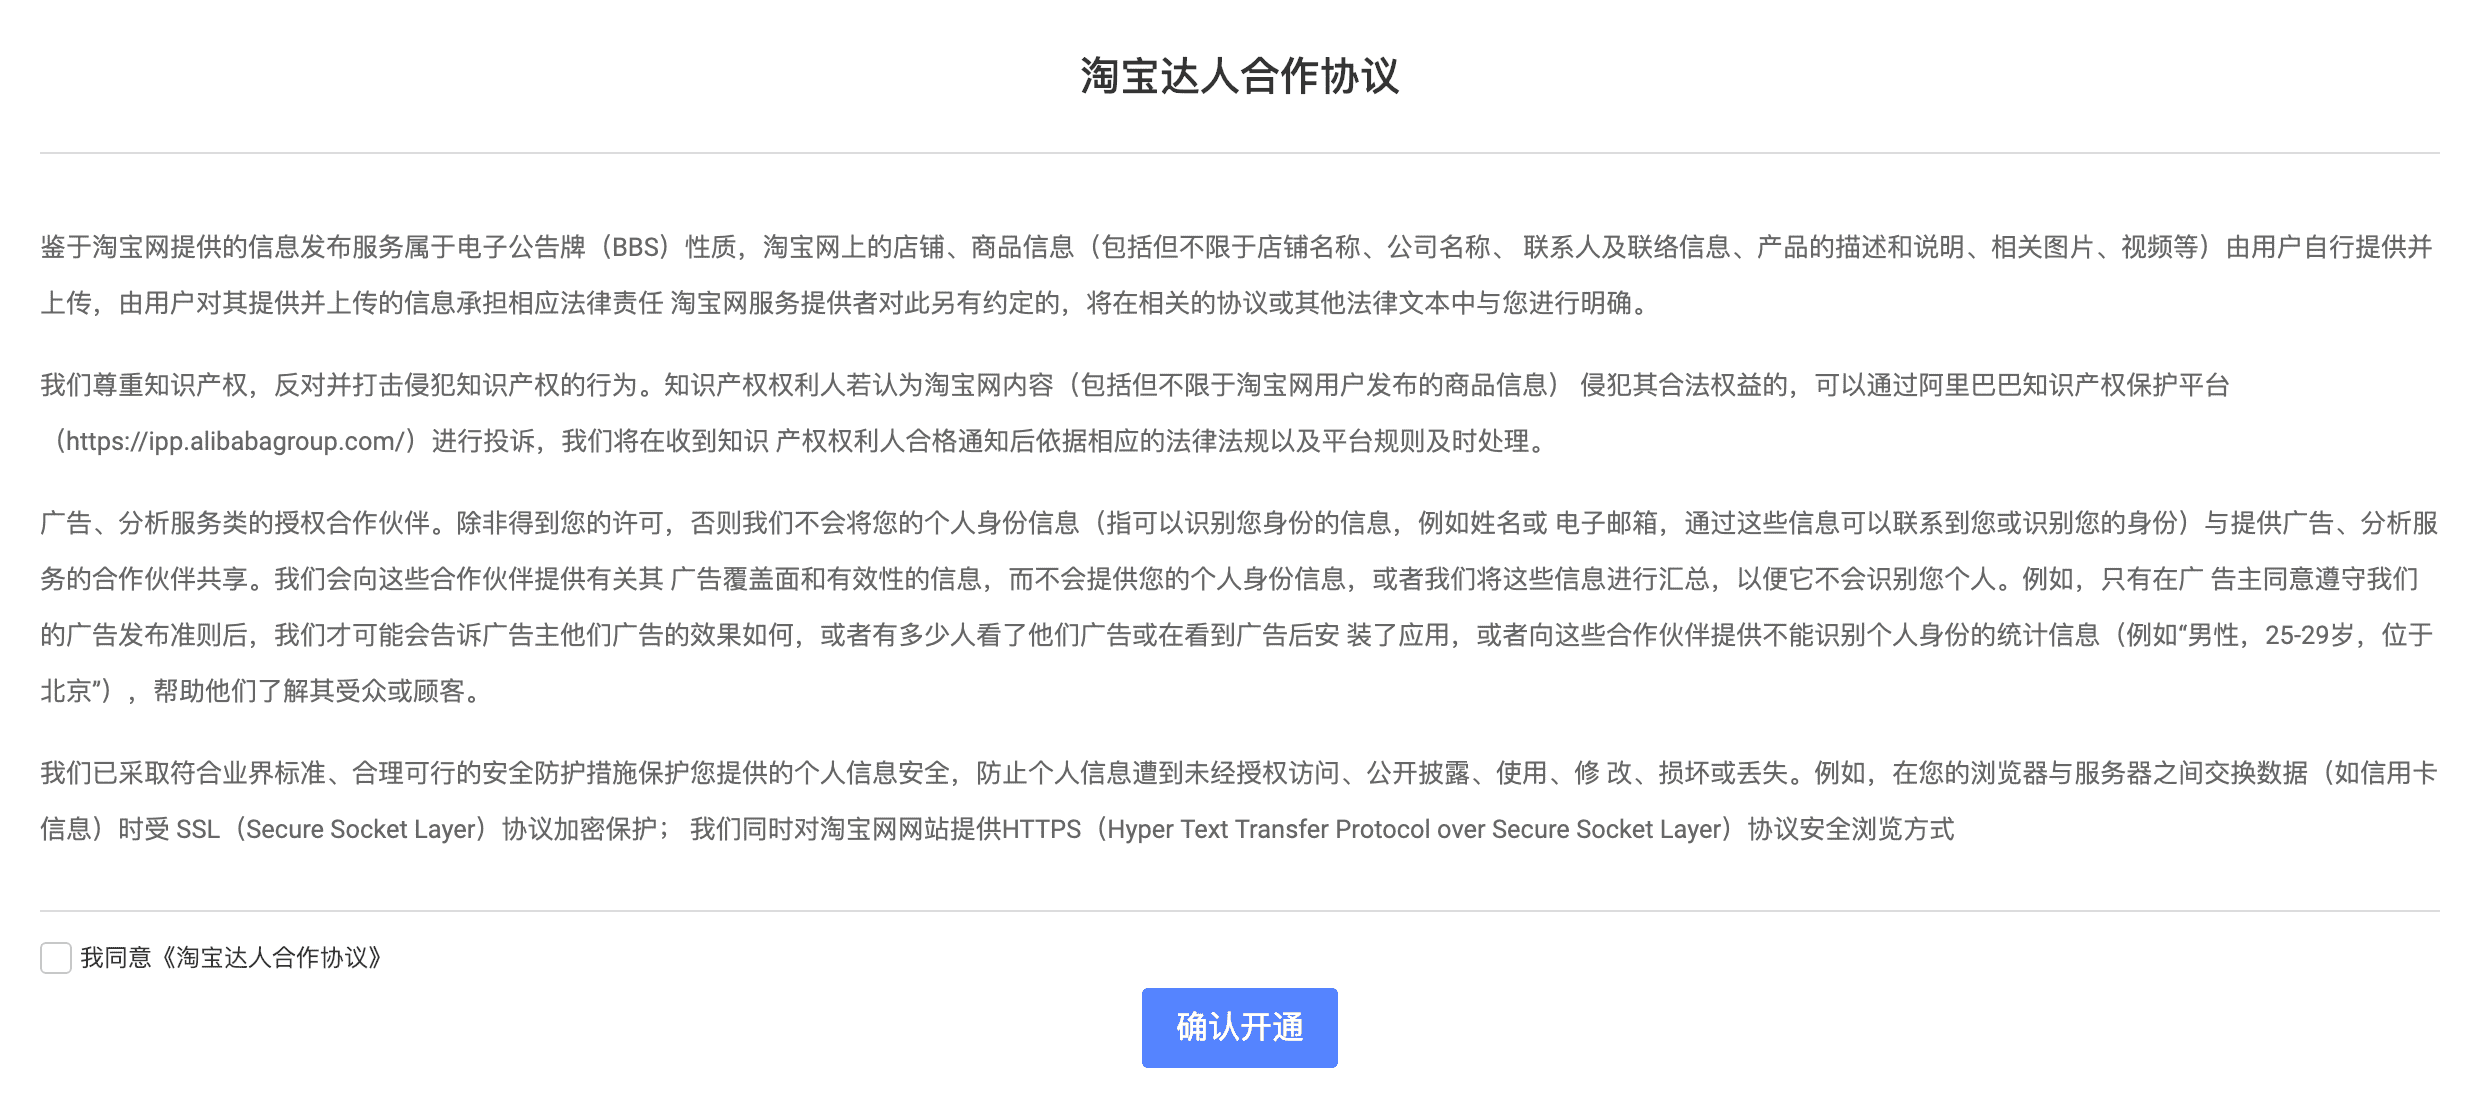 淘宝达人合作协议
鉴于淘宝网提供的信息发布服务属于电子公告牌（BBS）性质，淘宝网上的店铺、商品信息（包括但不限于店铺名称、公司名称、 联系人及联络信息、产品的描述和说明、相关图片、视频等）由用户自行提供并
上传，由用户对其提供并上传的信息承担相应法律责任 淘宝网服务提供者对此另有约定的，将在相关的协议或其他法律文本中与您进行明确。
我们尊重知识产权，反对并打击侵犯知识产权的行为。知识产权权利人若认为淘宝网内容（包括但不限于淘宝网用户发布的商品信息） 侵犯其合法权益的，可以通过阿里巴巴知识产权保护平台
（https://ipp.alibabagroup.com/）进行投诉，我们将在收到知识 产权权利人合格通知后依据相应的法律法规以及平台规则及时处理。
广告、分析服务类的授权合作伙伴。除非得到您的许可，否则我们不会将您的个人身份信息（指可以识别您身份的信息，例如姓名或 电子邮箱，通过这些信息可以联系到您或识别您的身份）与提供广告、分析服
务的合作伙伴共享。我们会向这些合作伙伴提供有关其 广告覆盖面和有效性的信息，而不会提供您的个人身份信息，或者我们将这些信息进行汇总，以便它不会识别您个人。例如，只有在广 告主同意遵守我们
的广告发布准则后，我们才可能会告诉广告主他们广告的效果如何，或者有多少人看了他们广告或在看到广告后安 装了应用，或者向这些合作伙伴提供不能识别个人身份的统计信息（例如“男性，25-29岁，位于
北京”），帮助他们了解其受众或顾客。
我们已采取符合业界标准、合理可行的安全防护措施保护您提供的个人信息安全，防止个人信息遭到未经授权访问、公开披露、使用、修 改、损坏或丢失。例如，在您的浏览器与服务器之间交换数据（如信用卡
信息）时受 SSL（Secure Socket Layer）协议加密保护； 我们同时对淘宝网网站提供HTTPS（Hyper Text Transfer Protocol over Secure Socket Layer）协议安全浏览方式
我同意《淘宝达人合作协议》
确认开通